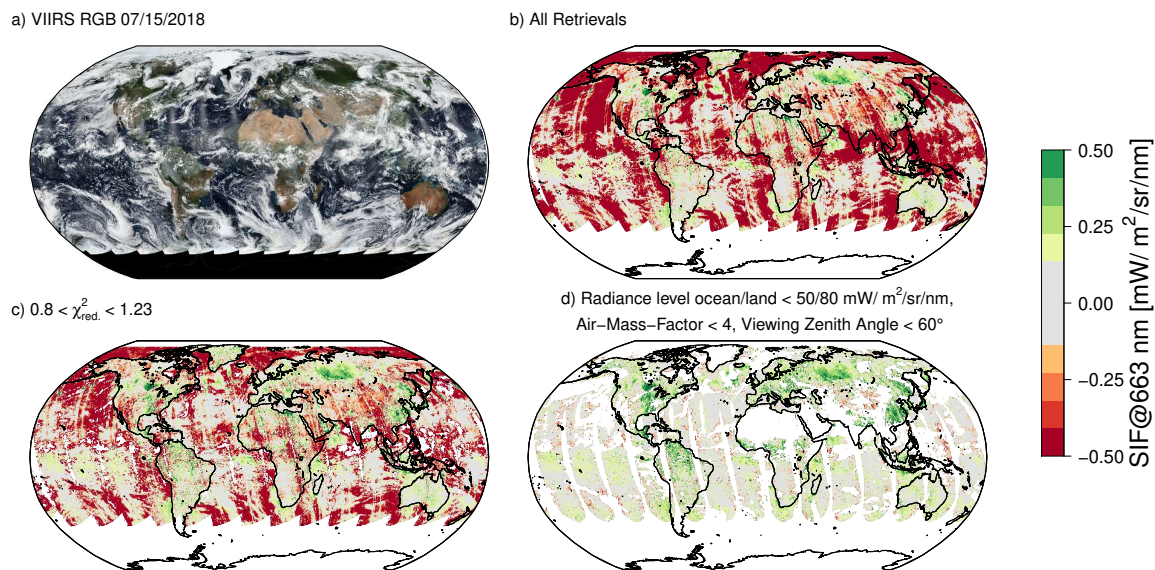 a) VIIRS RGB 07/15/2018
b) All Retrievals
c) 0.8 < χ²red. < 1.23
d) Radiance level ocean/land < 50/80 mW/ m²/sr/nm,
Air−Mass−Factor < 4, Viewing Zenith Angle < 60°
0.50
0.25
0.00
−0.25
−0.50
SIF@663 nm [mW/ m²/sr/nm]